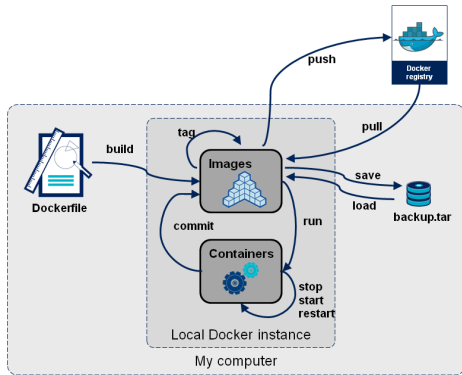 push
Docker
registry
pull
tag
build
Images
save
load
Dockerfile
backup.tar
commit
run
Containers
stop
start
restart
Local Docker instance
My computer